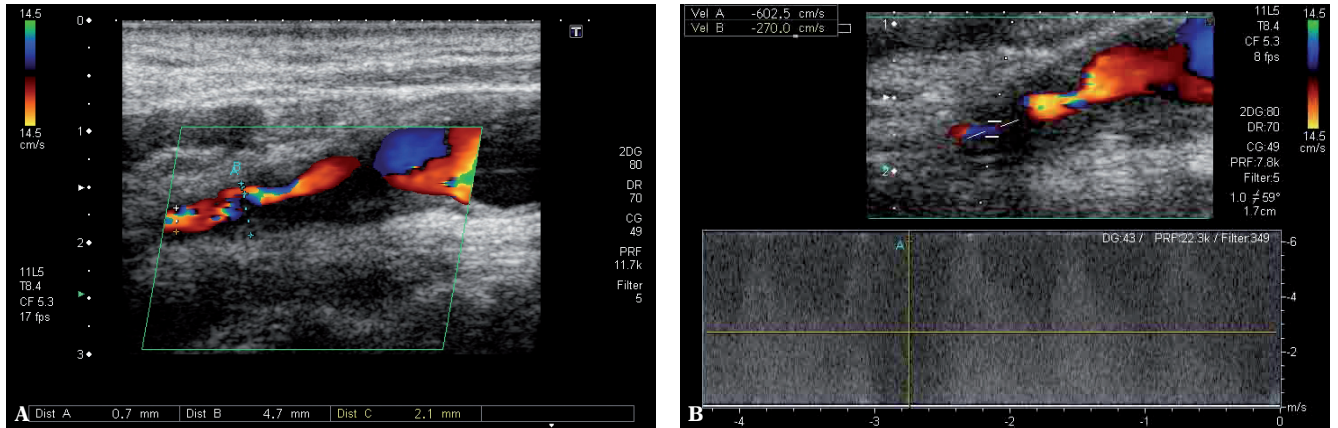 14.5
14.5
cm/s
0
1
2
3
T
B
A
2DG
80
DR
70
CG
49
PRF
11.7k
Filter
5
11L5
T8.4
CF 5.3
17 fps
A
Dist A 0.7 mm Dist B 4.7 mm Dist C 2.1 mm
Vel A -602.5 cm/s
Vel B -270.0 cm/s
1
2
11L5
T8.4
CF 5.3
8 fps
14.5
14.5
cm/s
2DG:80
DR:70
CG:49
PRF:7.8k
Filter:5
1.0 59°
1.7cm
A
DG:43 / PRF:22.3k / Filter:349
-6
-4
-2
m/s
B
-4 -3 -2 -1 0